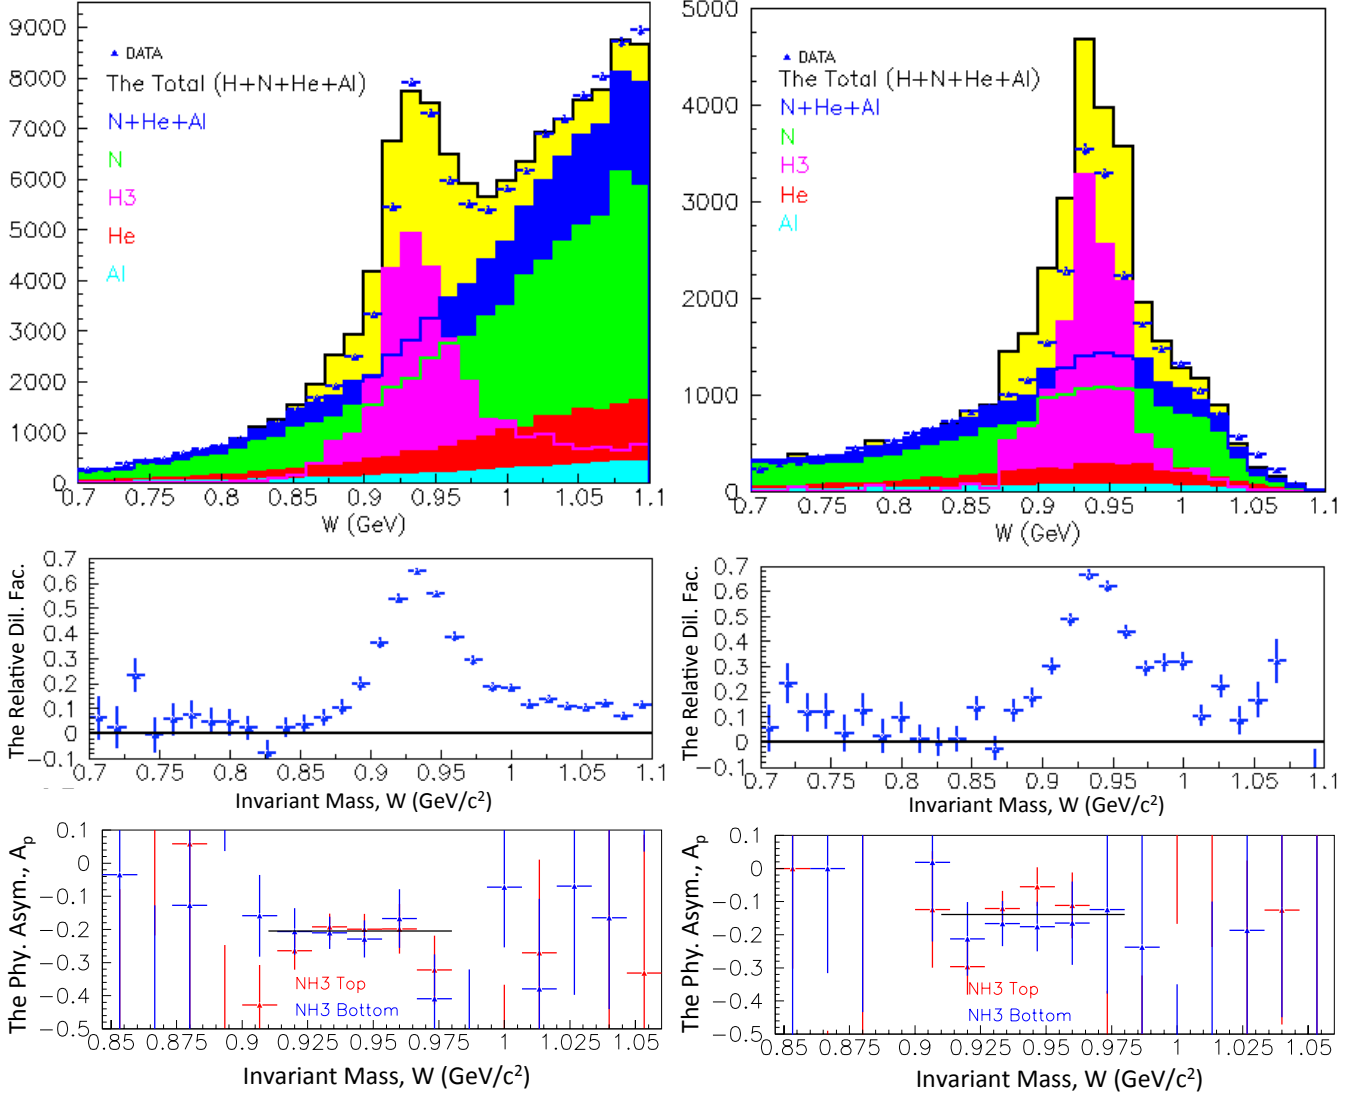 9000
8000
7000
6000
5000
4000
3000
2000
1000
0
▲ DATA
The Total (H+N+He+Al)
N+He+Al
N
H3
He
Al
0.7 0.75 0.8 0.85 0.9 0.95 1 1.05 1.1
W (GeV)
5000
4000
3000
2000
1000
0
▲ DATA
The Total (H+N+He+Al)
N+He+Al
N
H3
He
Al
0.7 0.75 0.8 0.85 0.9 0.95 1 1.05 1.1
W (GeV)
The Relative Dil. Fac.
0.7
0.6
0.5
0.4
0.3
0.2
0.1
0
−0.1
0.7 0.75 0.8 0.85 0.9 0.95 1 1.05 1.1
Invariant Mass, W (GeV/c²)
The Relative Dil. Fac.
0.7
0.6
0.5
0.4
0.3
0.2
0.1
0
−0.1
0.7 0.75 0.8 0.85 0.9 0.95 1 1.05 1.1
Invariant Mass, W (GeV/c²)
The Phy. Asym., Aₚ
0.1
0
−0.1
−0.2
−0.3
−0.4
−0.5
NH3 Top
NH3 Bottom
0.85 0.875 0.9 0.925 0.95 0.975 1 1.025 1.05
Invariant Mass, W (GeV/c²)
The Phy. Asym., Aₚ
0.1
0
−0.1
−0.2
−0.3
−0.4
−0.5
NH3 Top
NH3 Bottom
0.85 0.875 0.9 0.925 0.95 0.975 1 1.025 1.05
Invariant Mass, W (GeV/c²)